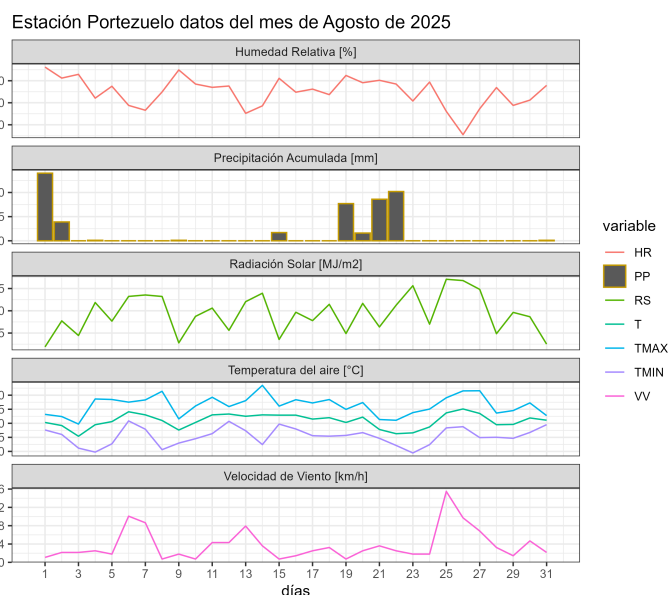 Estación Portezuelo datos del mes de Agosto de 2025
Humedad Relativa [%]
Precipitación Acumulada [mm]
Radiación Solar [MJ/m2]
Temperatura del aire [°C]
Velocidad de Viento [km/h]
1 3 5 7 9 11 13 15 17 19 21 23 25 27 29 31
días
variable
HR
PP
RS
T
TMAX
TMIN
VV